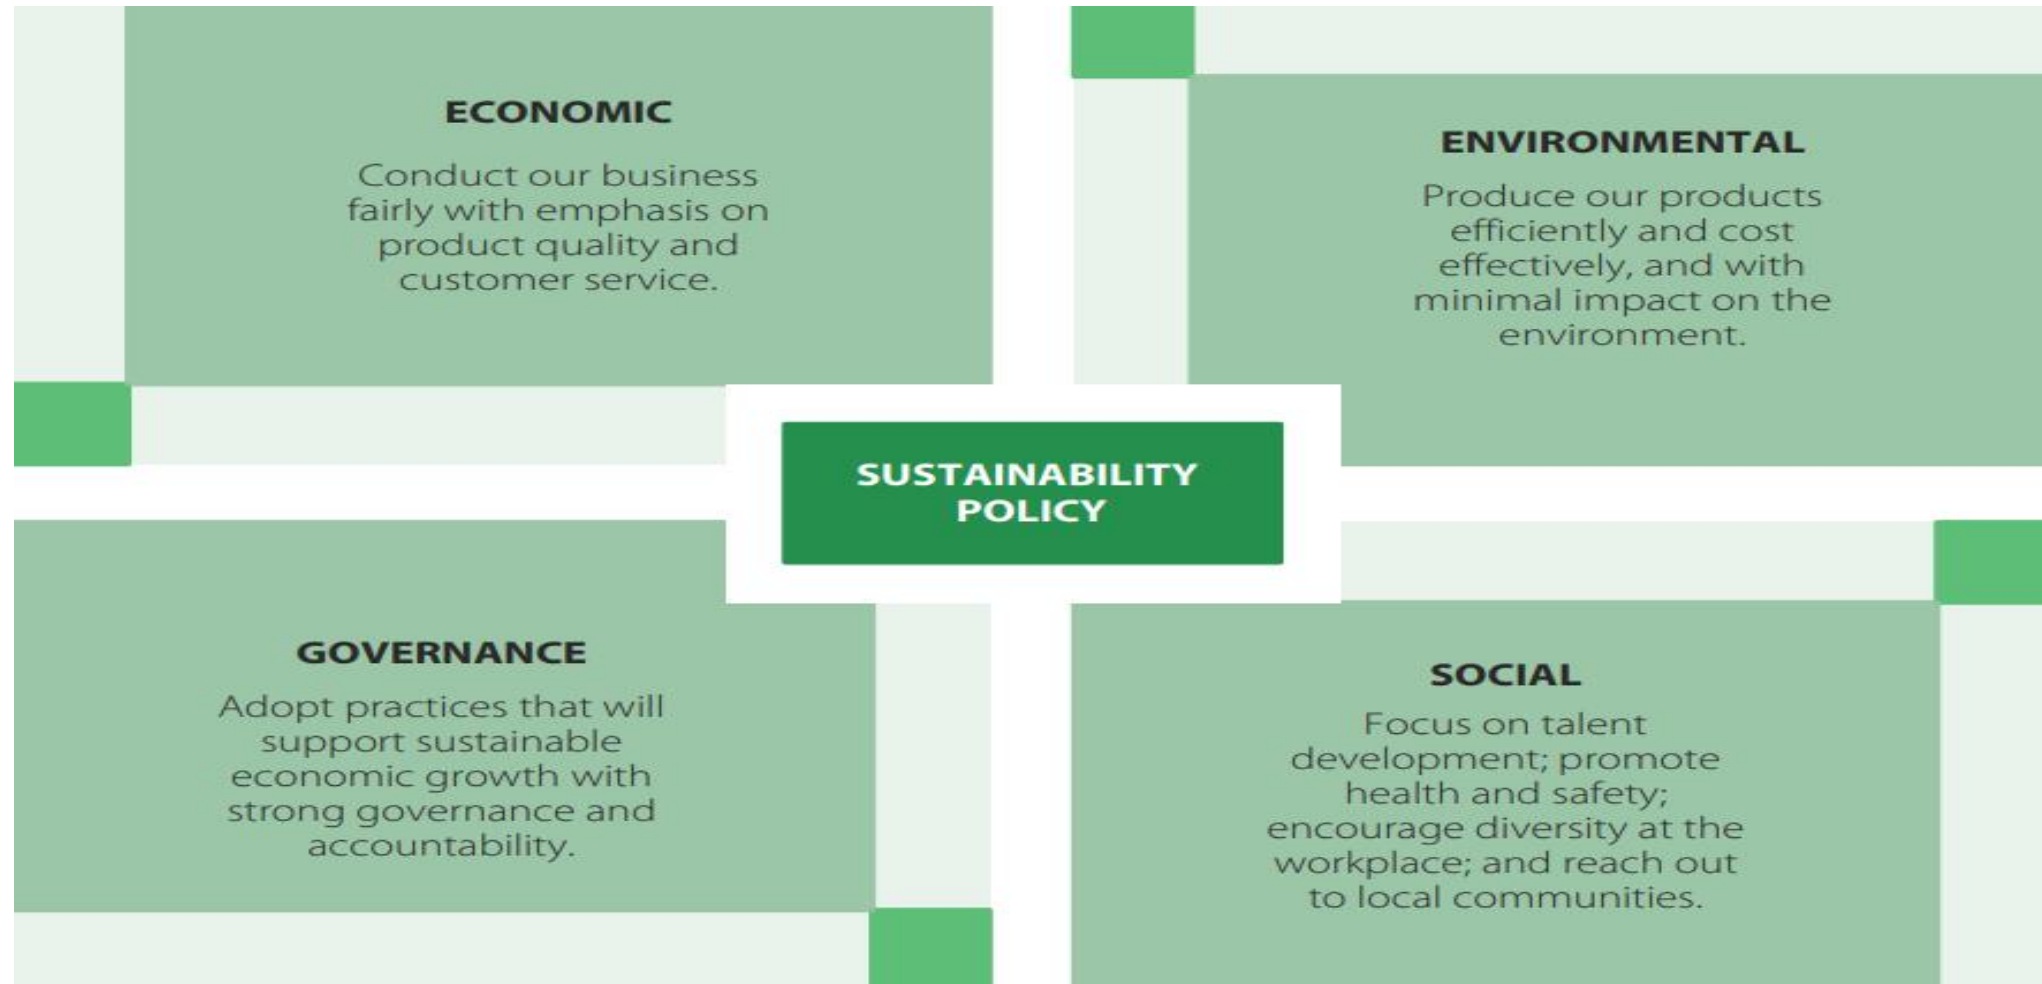 ECONOMIC
Conduct our business
fairly with emphasis on
product quality and
customer service.
ENVIRONMENTAL
Produce our products
efficiently and cost
effectively, and with
minimal impact on the
environment.
SUSTAINABILITY
POLICY
GOVERNANCE
Adopt practices that will
support sustainable
economic growth with
strong governance and
accountability.
SOCIAL
Focus on talent
development; promote
health and safety;
encourage diversity at the
workplace; and reach out
to local communities.